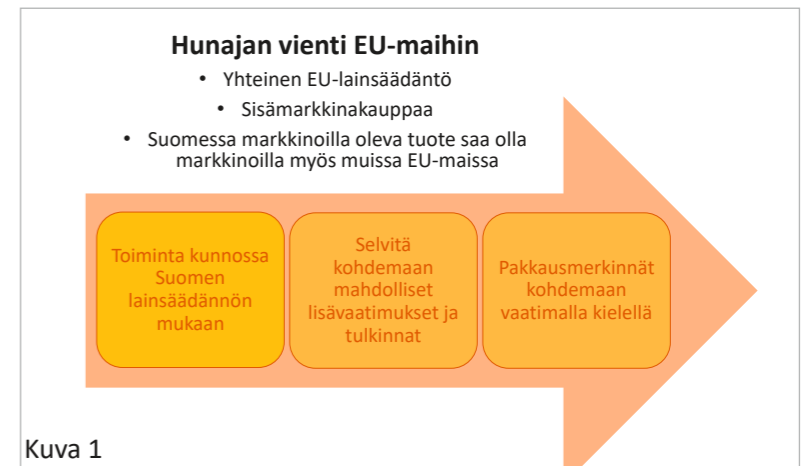 Hunajan vienti EU-maihin
• Yhteinen EU-lainsäädäntö
• Sisämarkkinakauppaa
• Suomessa markkinoilla oleva tuote saa olla
markkinoilla myös muissa EU-maissa
Toiminta kunnossa
Suomen
lainsäädännön
mukaan
Selvitä
kohdemaan
mahdolliset
lisävaatimukset ja
tulkinnat
Pakkausmerkinnät
kohdemaan
vaatimalla kielellä
Kuva 1